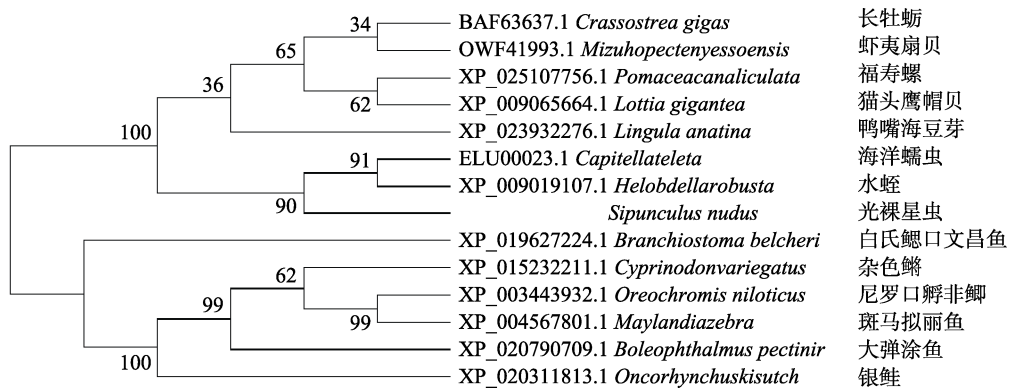 34 BAF63637.1 Crassostrea gigas 长牡蛎
65 OWF41993.1 Mizuhopectenyessoensis 虾夷扇贝
36 XP_025107756.1 Pomaceacanaliculata 福寿螺
62 XP_009065664.1 Lottia gigantea 猫头鹰帽贝
100 XP_023932276.1 Lingula anatina 鸭嘴海豆芽
91 ELU00023.1 Capitellateleta 海洋蠕虫
XP_009019107.1 Helobdellarobusta 水蛭
90 Sipunculus nudus 光裸星虫
XP_019627224.1 Branchiostoma belcheri 白氏鳃口文昌鱼
62 XP_015232211.1 Cyprinodonvariegatus 杂色鳉
99 XP_003443932.1 Oreochromis niloticus 尼罗口孵非鲫
99 XP_004567801.1 Maylandiazebra 斑马拟丽鱼
XP_020790709.1 Boleophthalmus pectinir 大弹涂鱼
100 XP_020311813.1 Oncorhynchuskisutch 银鲑